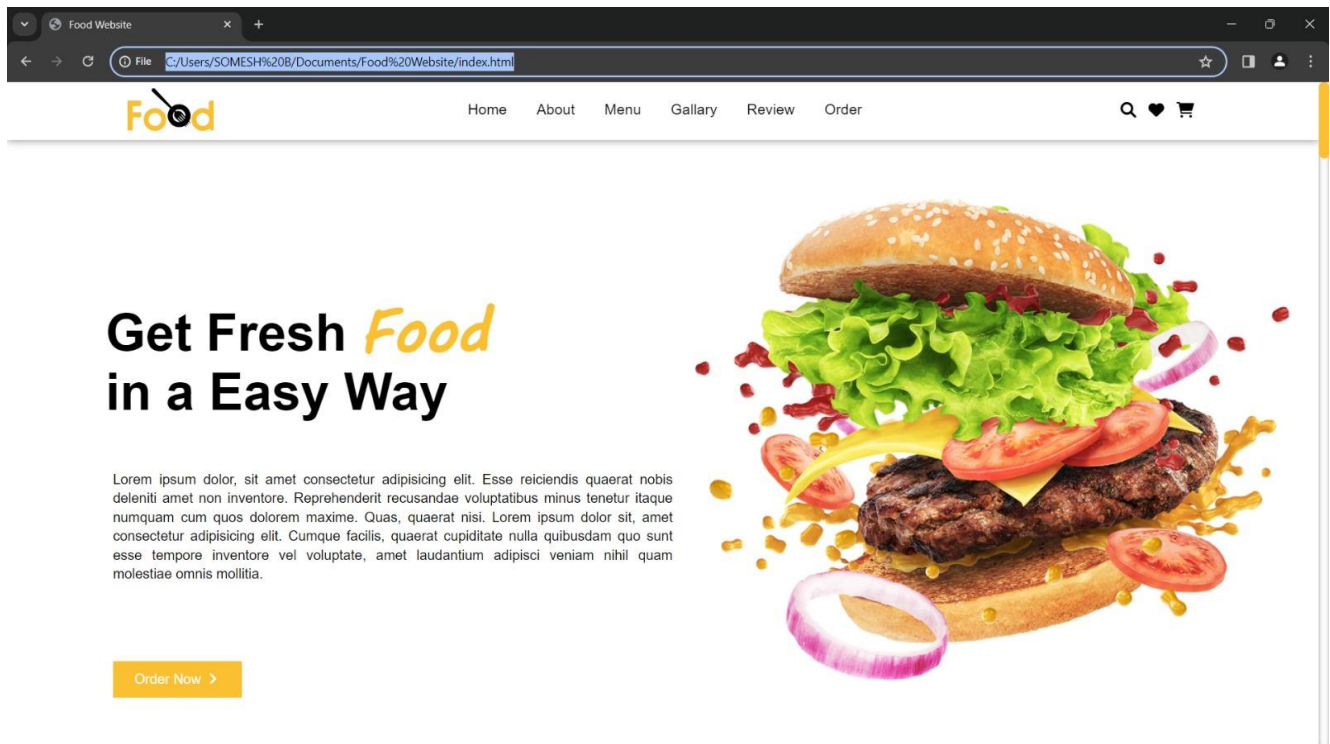 Food Website
File C:/Users/SOMESH%20B/Documents/Food%20Website/index.html
Food
Home About Menu Gallary Review Order
Get Fresh Food
in a Easy Way
Lorem ipsum dolor, sit amet consectetur adipisicing elit. Esse reiciendis quaerat nobis
deleniti amet non inventore. Reprehenderit recusandae voluptatibus minus tenetur itaque
numquam cum quos dolorem maxime. Quas, quaerat nisi. Lorem ipsum dolor sit, amet
consectetur adipisicing elit. Cumque facilis, quaerat cupiditate nulla quibusdam quo sunt
esse tempore inventore vel voluptate, amet laudantium adipisci veniam nihil quam
molestiae omnis mollitia.
Order Now